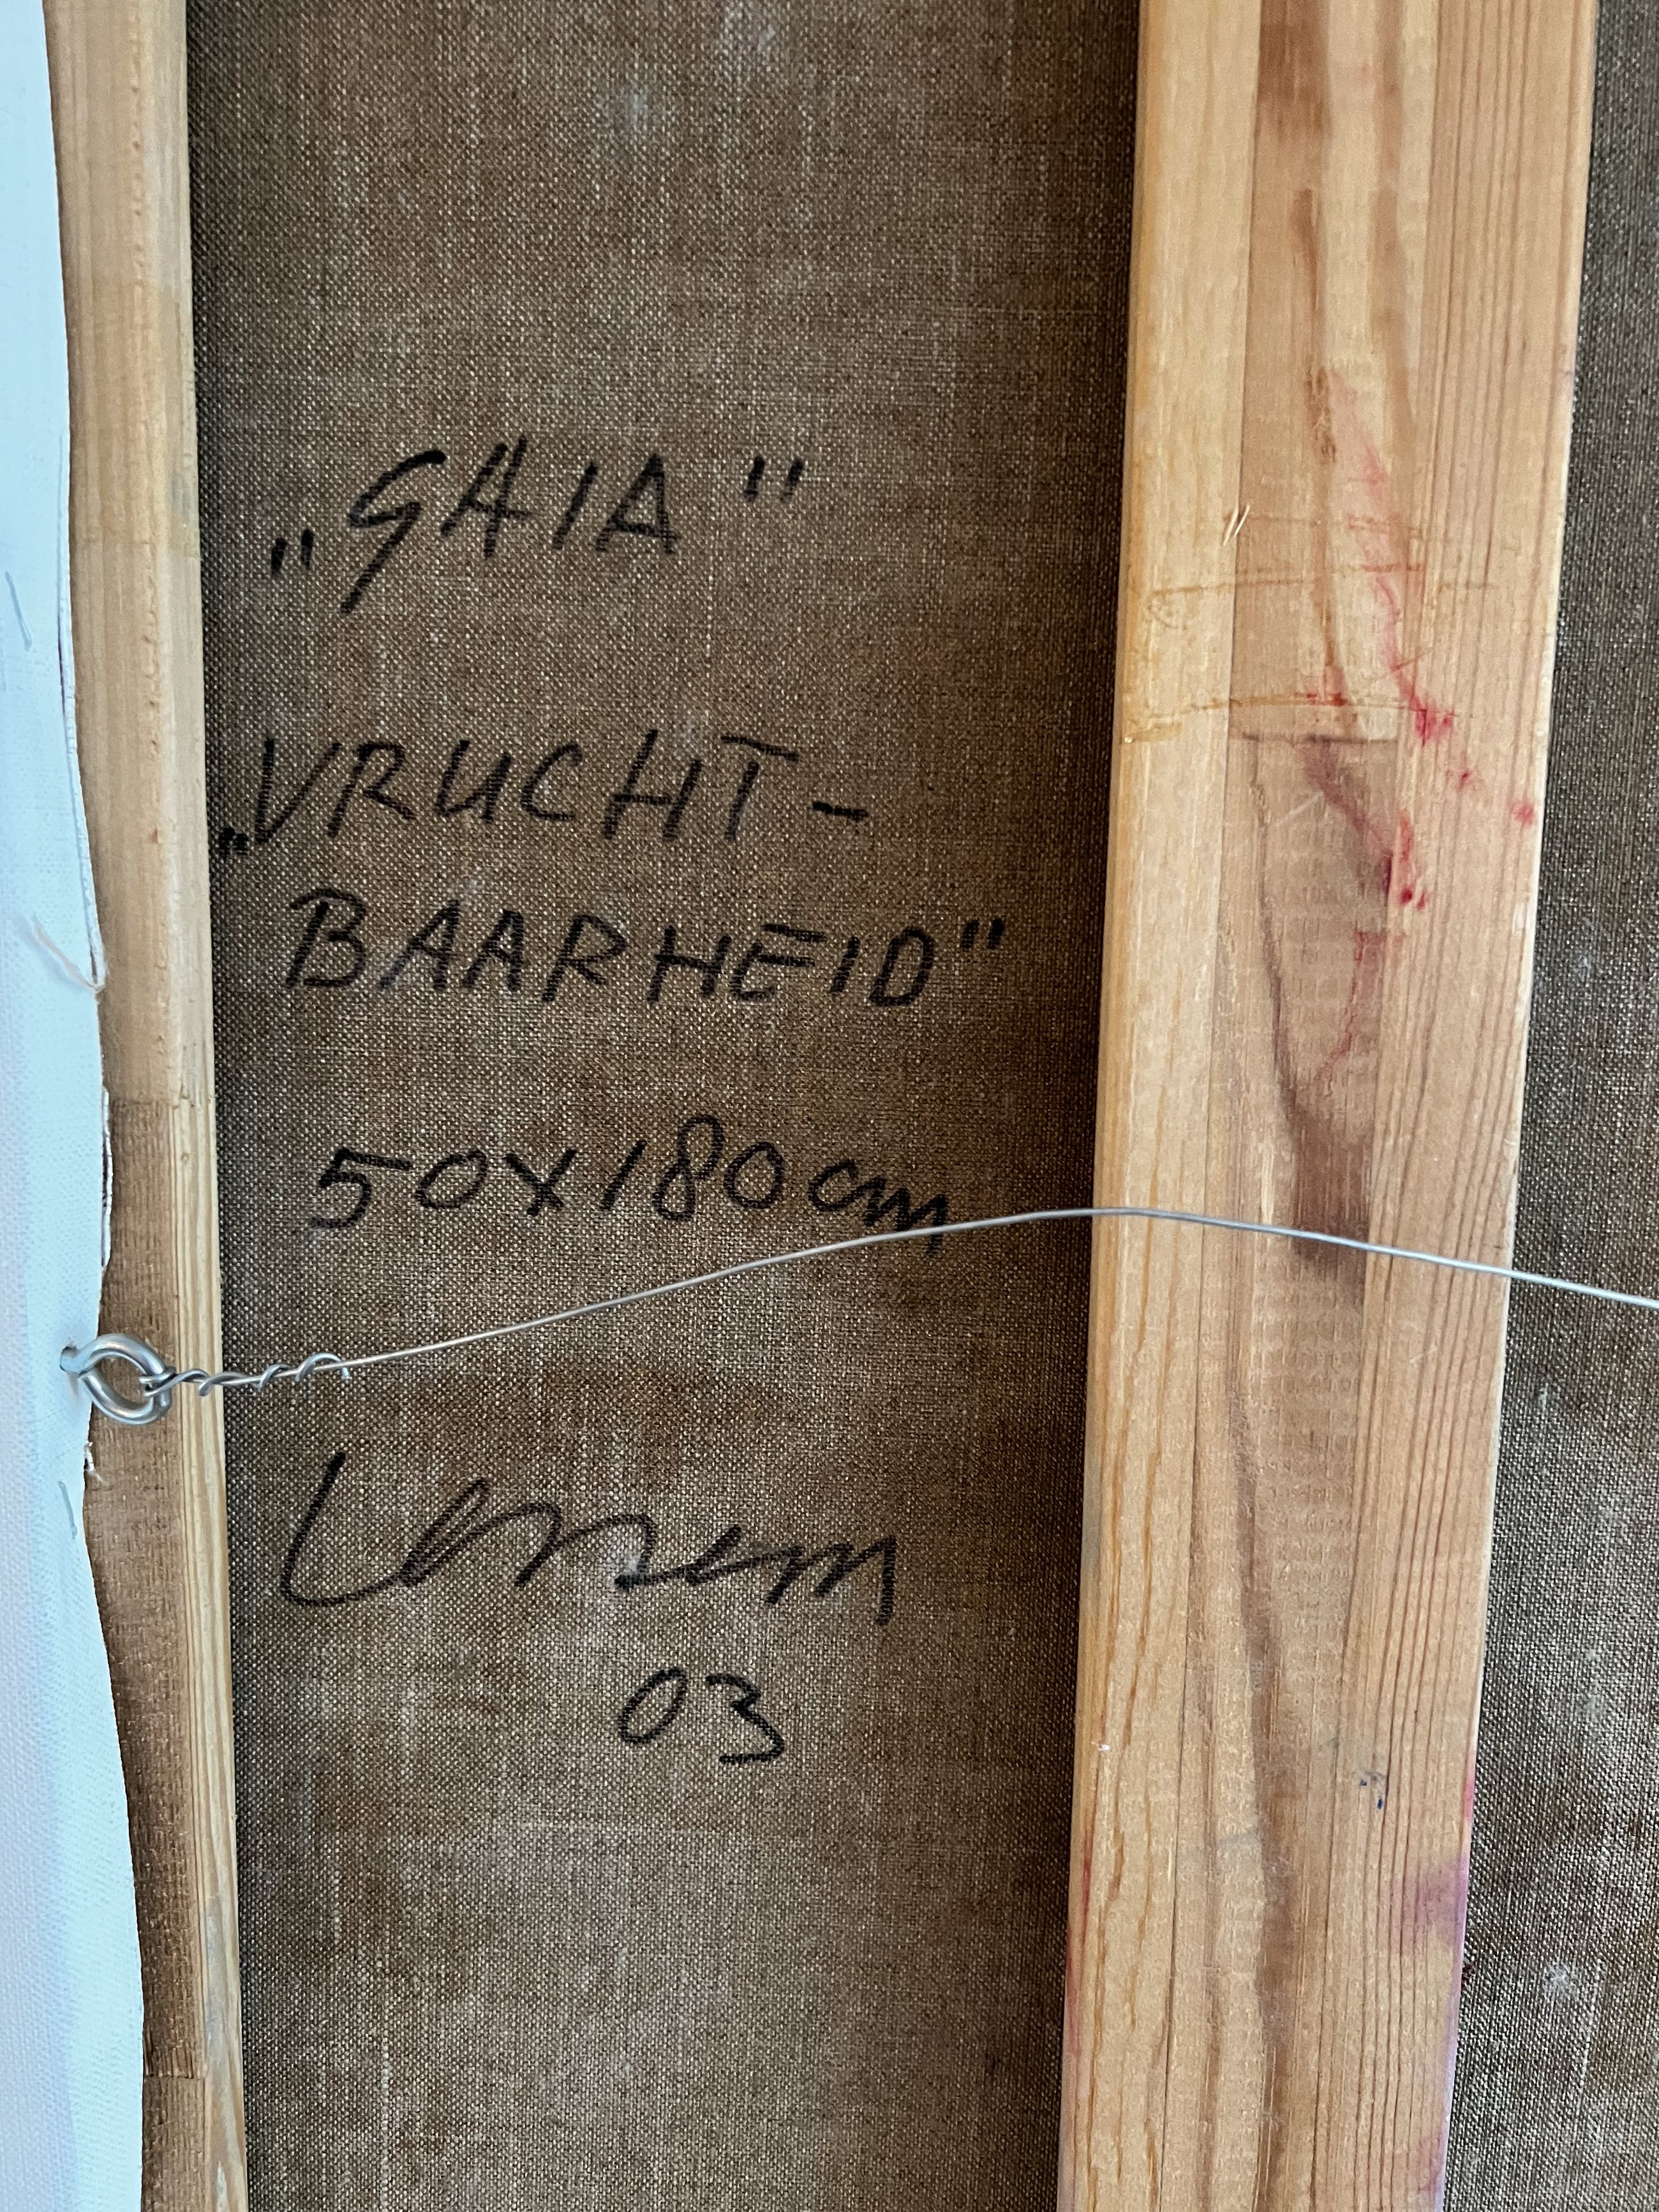 „GAIA"
„VRUCHT-
BAARHEID"
50x180cm
03